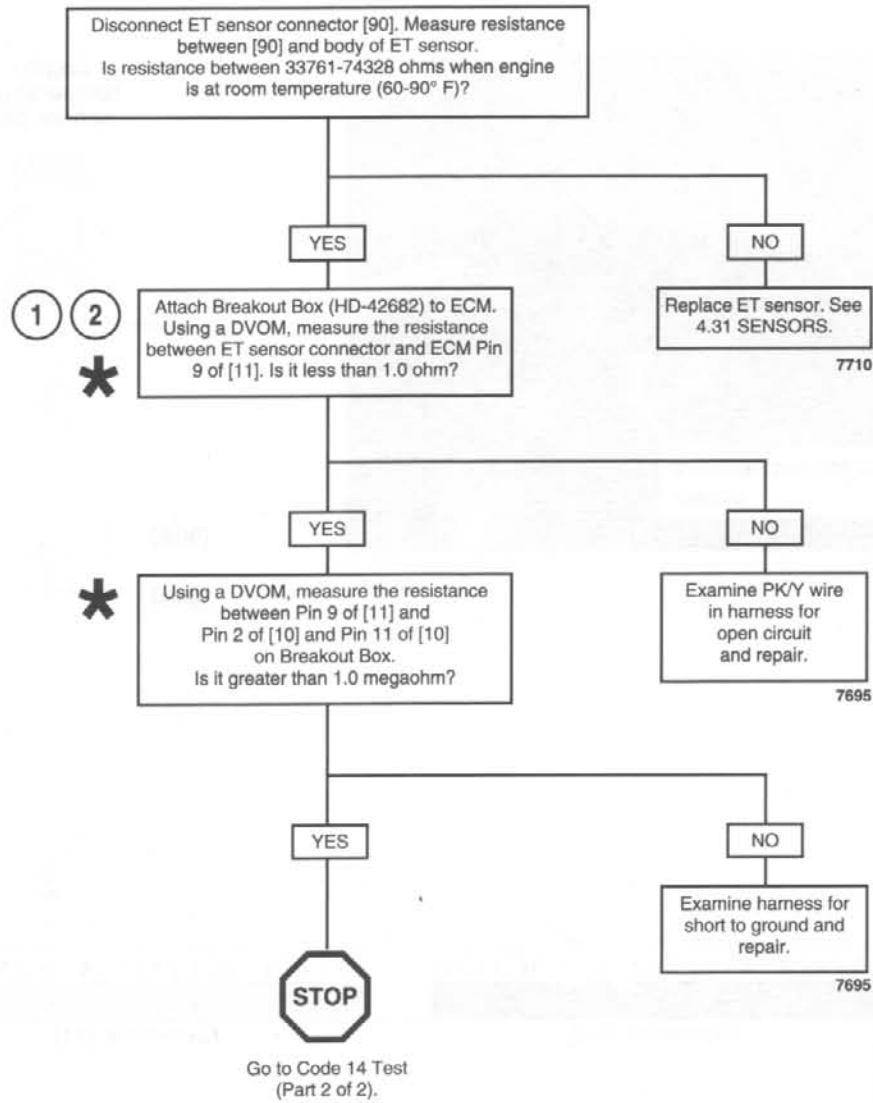 Disconnect ET sensor connector [90]. Measure resistance
between [90] and body of ET sensor.
Is resistance between 33761-74328 ohms when engine
is at room temperature (60-90° F)?
YES
NO
1 2
Attach Breakout Box (HD-42682) to ECM.
Using a DVOM, measure the resistance
between ET sensor connector and ECM Pin
9 of [11]. Is it less than 1.0 ohm?
*
Replace ET sensor. See
4.31 SENSORS.
7710
YES
NO
*
Using a DVOM, measure the resistance
between Pin 9 of [11] and
Pin 2 of [10] and Pin 11 of [10]
on Breakout Box.
Is it greater than 1.0 megaohm?
Examine PK/Y wire
in harness for
open circuit
and repair.
7695
YES
NO
Examine harness for
short to ground and
repair.
7695
STOP
Go to Code 14 Test
(Part 2 of 2).